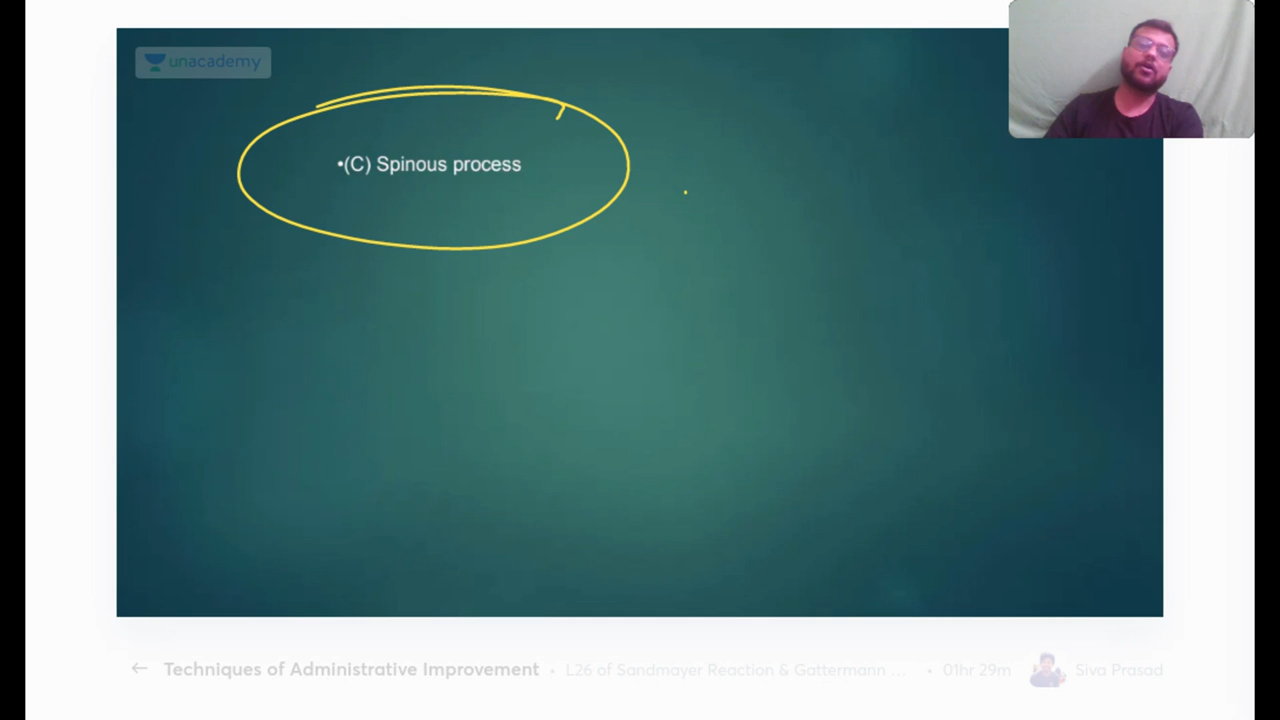 unacademy
•(C) Spinous process
← Techniques of Administrative Improvement • L26 of Sandmayer Reaction & Gattermann ... • 01hr 29m Siva Prasad